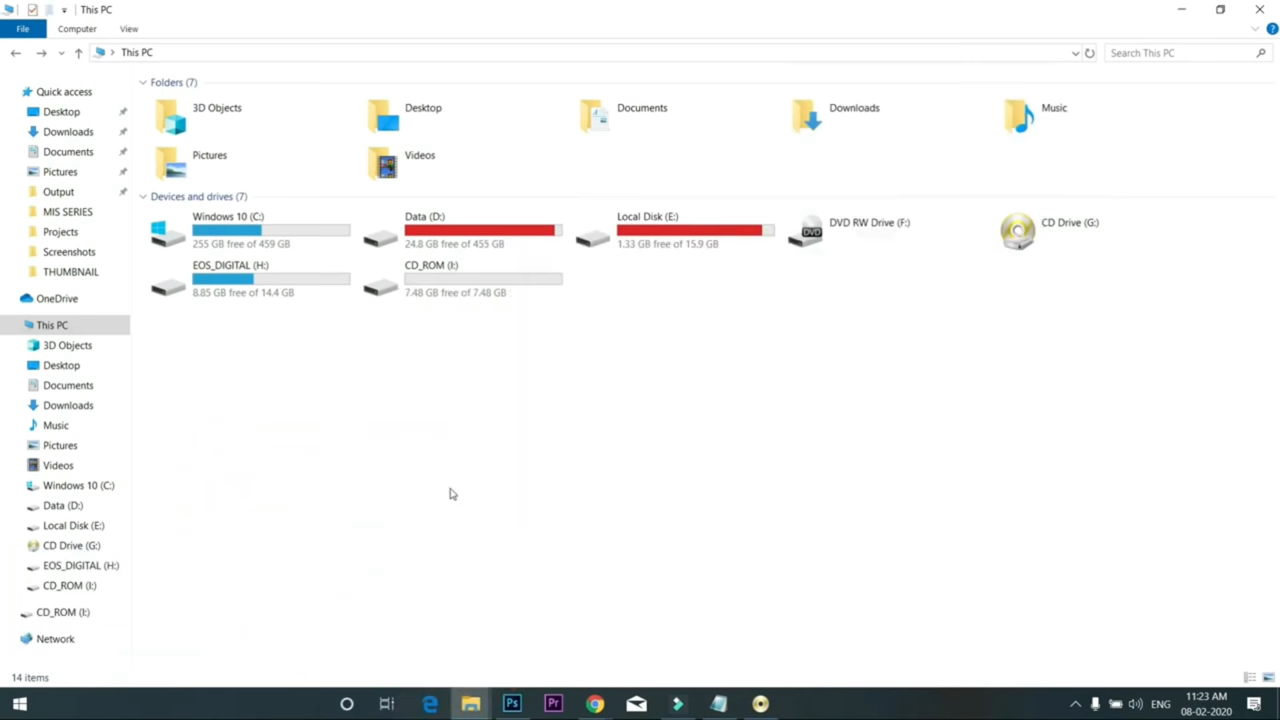 This PC
File Computer View
This PC
Search This PC
Quick access
Desktop
Downloads
Documents
Pictures
Output
MIS SERIES
Projects
Screenshots
THUMBNAIL
OneDrive
This PC
3D Objects
Desktop
Documents
Downloads
Music
Pictures
Videos
Windows 10 (C:)
Data (D:)
Local Disk (E:)
CD Drive (G:)
EOS_DIGITAL (H:)
CD_ROM (I:)
CD_ROM (I:)
Network
Folders (7)
3D Objects
Desktop
Documents
Downloads
Music
Pictures
Videos
Devices and drives (7)
Windows 10 (C:)
255 GB free of 459 GB
Data (D:)
24.8 GB free of 455 GB
Local Disk (E:)
1.33 GB free of 15.9 GB
DVD
DVD RW Drive (F:)
CD Drive (G:)
EOS_DIGITAL (H:)
8.85 GB free of 14.4 GB
CD_ROM (I:)
7.48 GB free of 7.48 GB
14 items
Ps
Pr
ENG
11:23 AM
08-02-2020